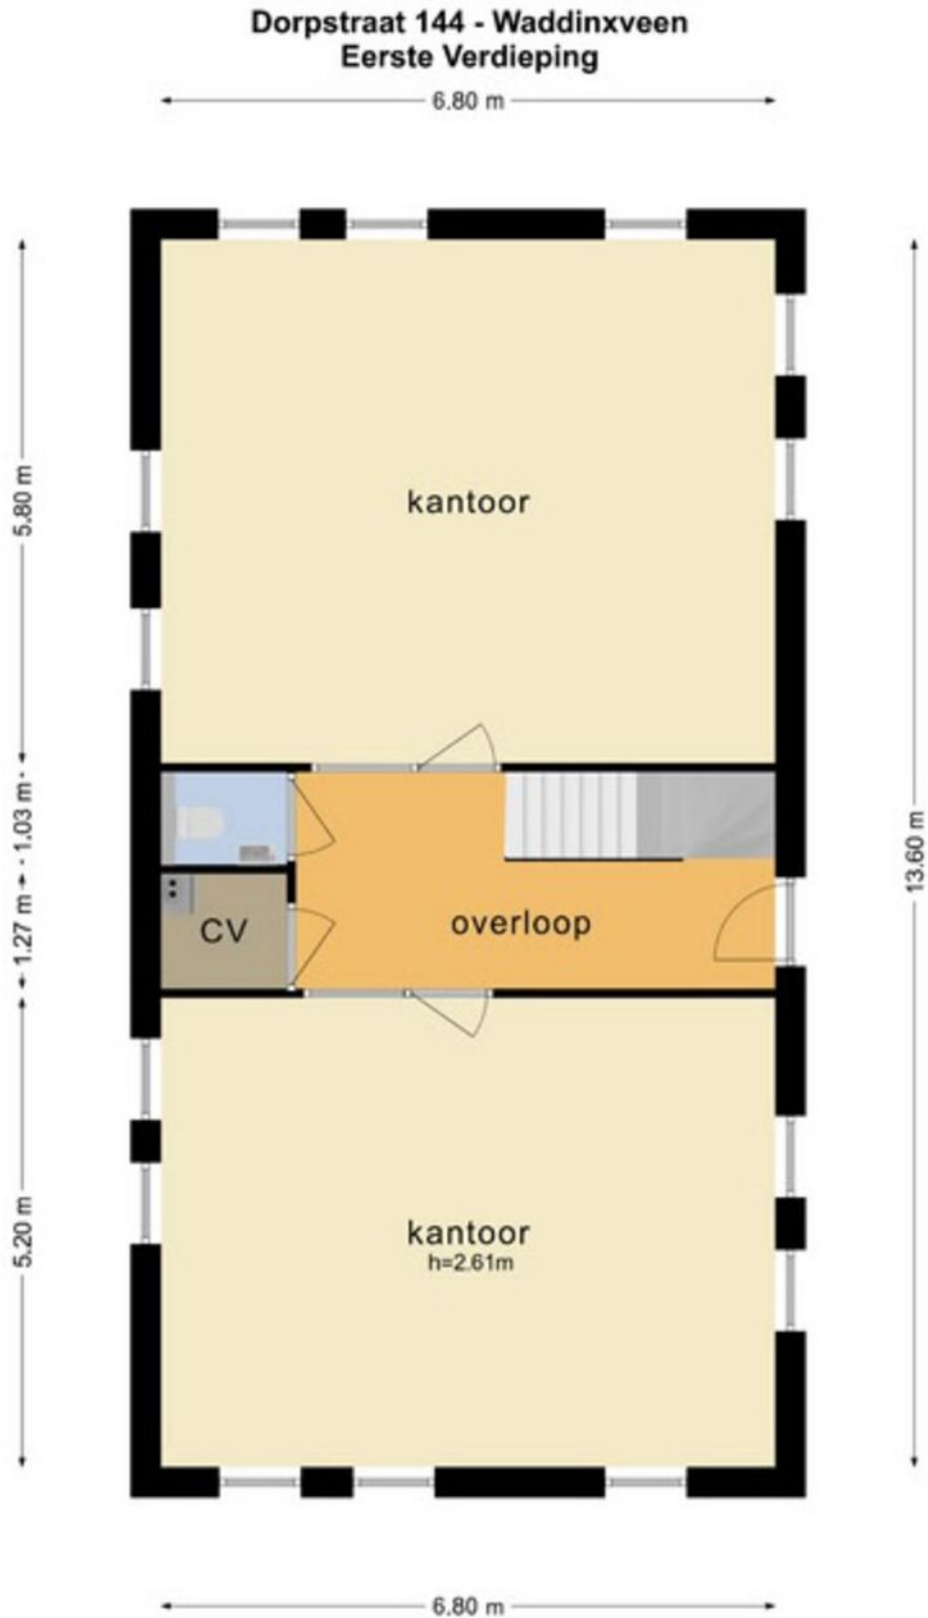 Dorpstraat 144 - Waddinxveen
Eerste Verdieping
6.80 m
5.80 m
kantoor
1.03 m
13.60 m
1.27 m
CV
overloop
5.20 m
kantoor
h=2.61m
6.80 m